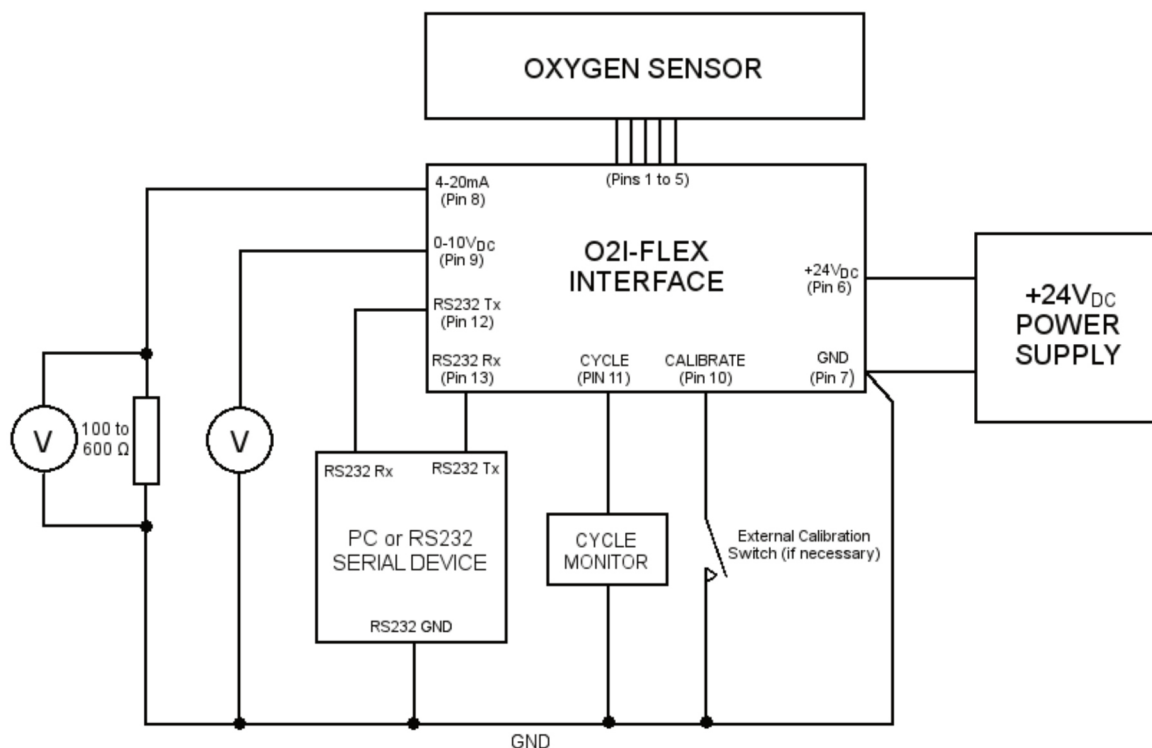 OXYGEN SENSOR
(Pins 1 to 5)
4-20mA
(Pin 8)
0-10VDC
(Pin 9)
RS232 Tx
(Pin 12)
RS232 Rx
(Pin 13)
O2I-FLEX
INTERFACE
CYCLE
(PIN 11)
CALIBRATE
(Pin 10)
+24VDC
(Pin 6)
GND
(Pin 7)
+24VDC
POWER
SUPPLY
V
100 to
600 Ω
V
RS232 Rx
RS232 Tx
PC or RS232
SERIAL DEVICE
RS232 GND
CYCLE
MONITOR
External Calibration
Switch (if necessary)
GND